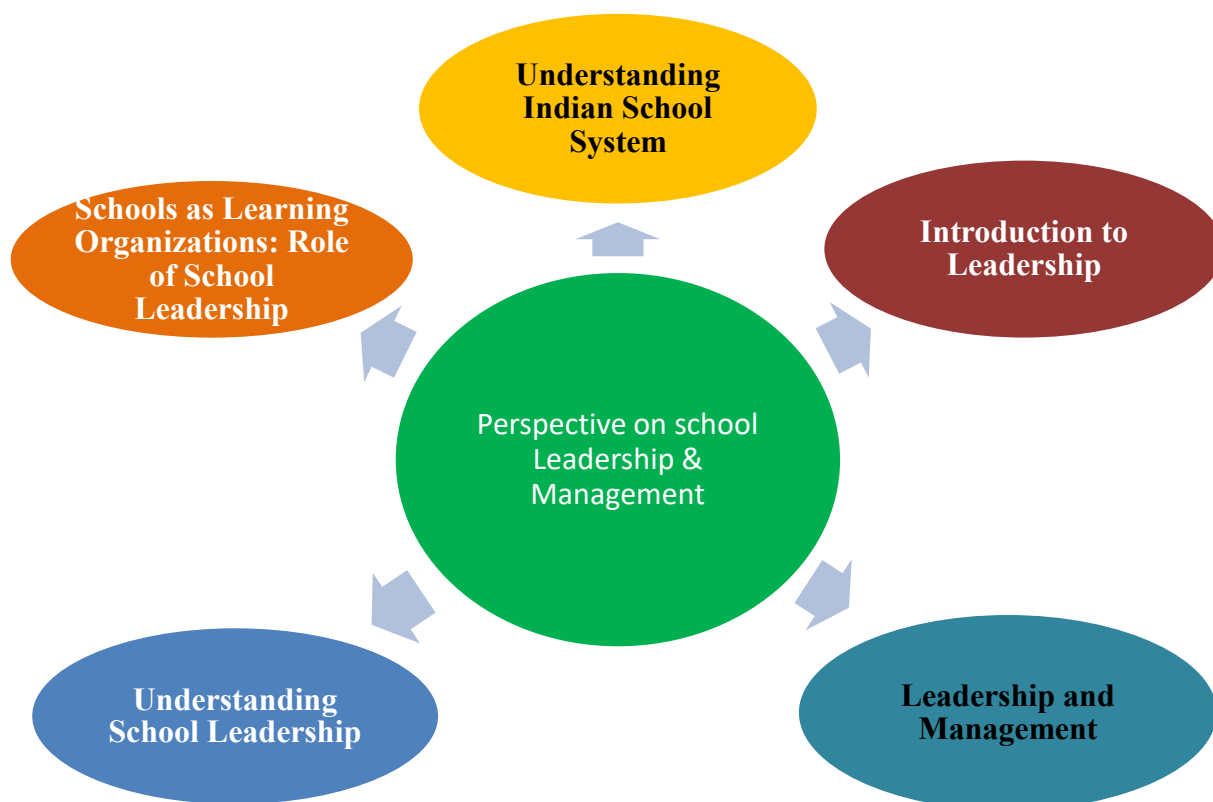 Understanding
Indian School
System
Schools as Learning
Organizations: Role
of School
Leadership
Introduction to
Leadership
Perspective on school
Leadership &
Management
Understanding
School Leadership
Leadership and
Management